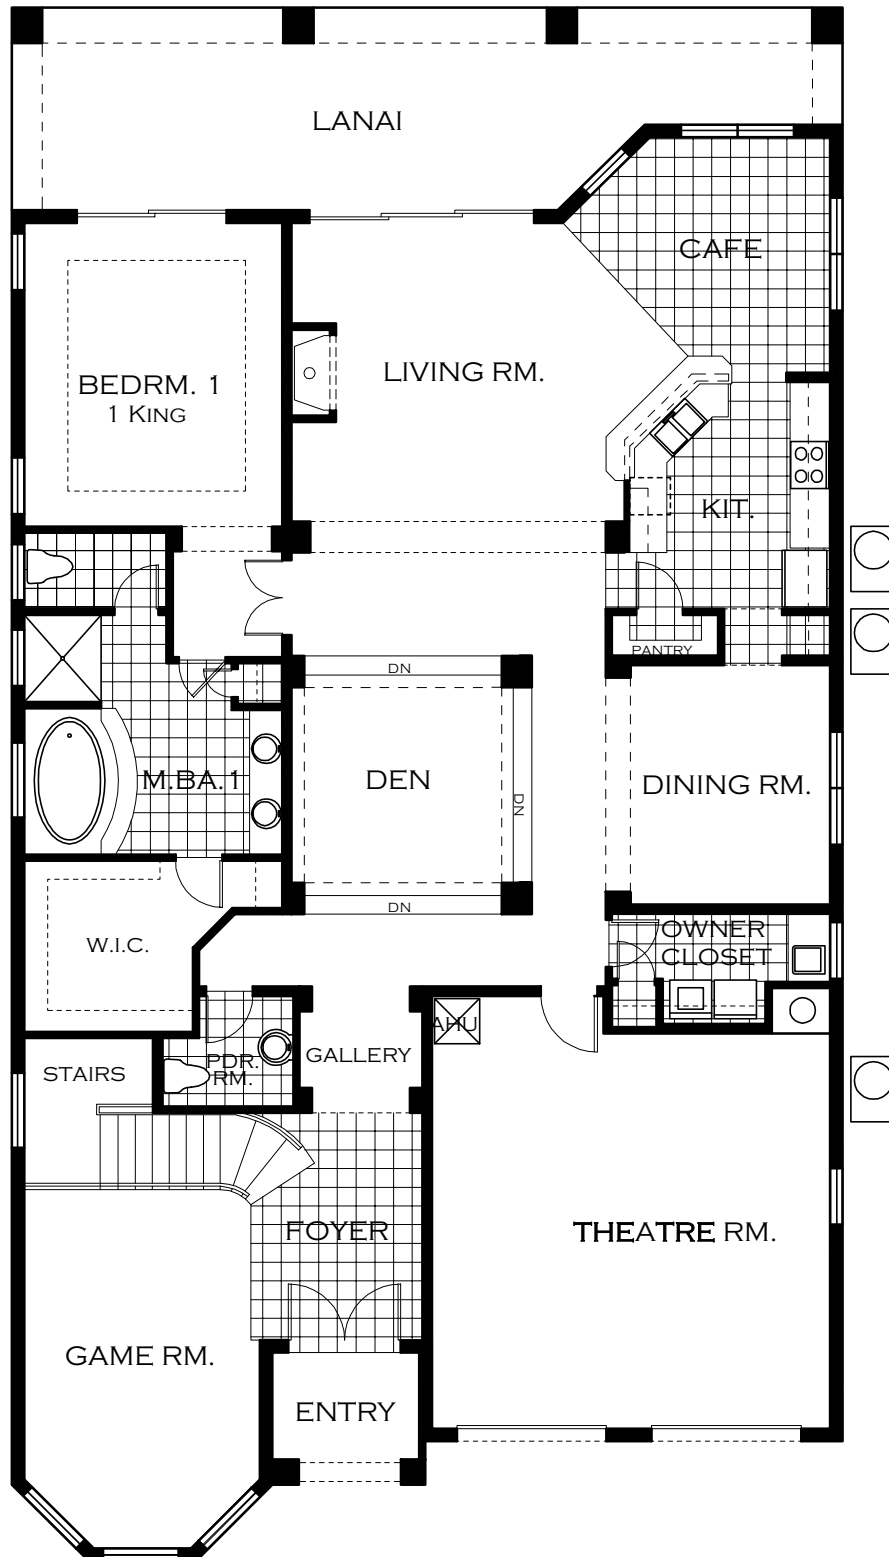 LANAI
CAFE
LIVING RM.
BEDRM. 1
1 KING
KIT.
PANTRY
DN
DEN
DN
DINING RM.
M.BA.1
DN
W.I.C.
OWNER
CLOSET
AHU
GALLERY
PDR.
RM.
STAIRS
FOYER
THEATRE RM.
GAME RM.
ENTRY